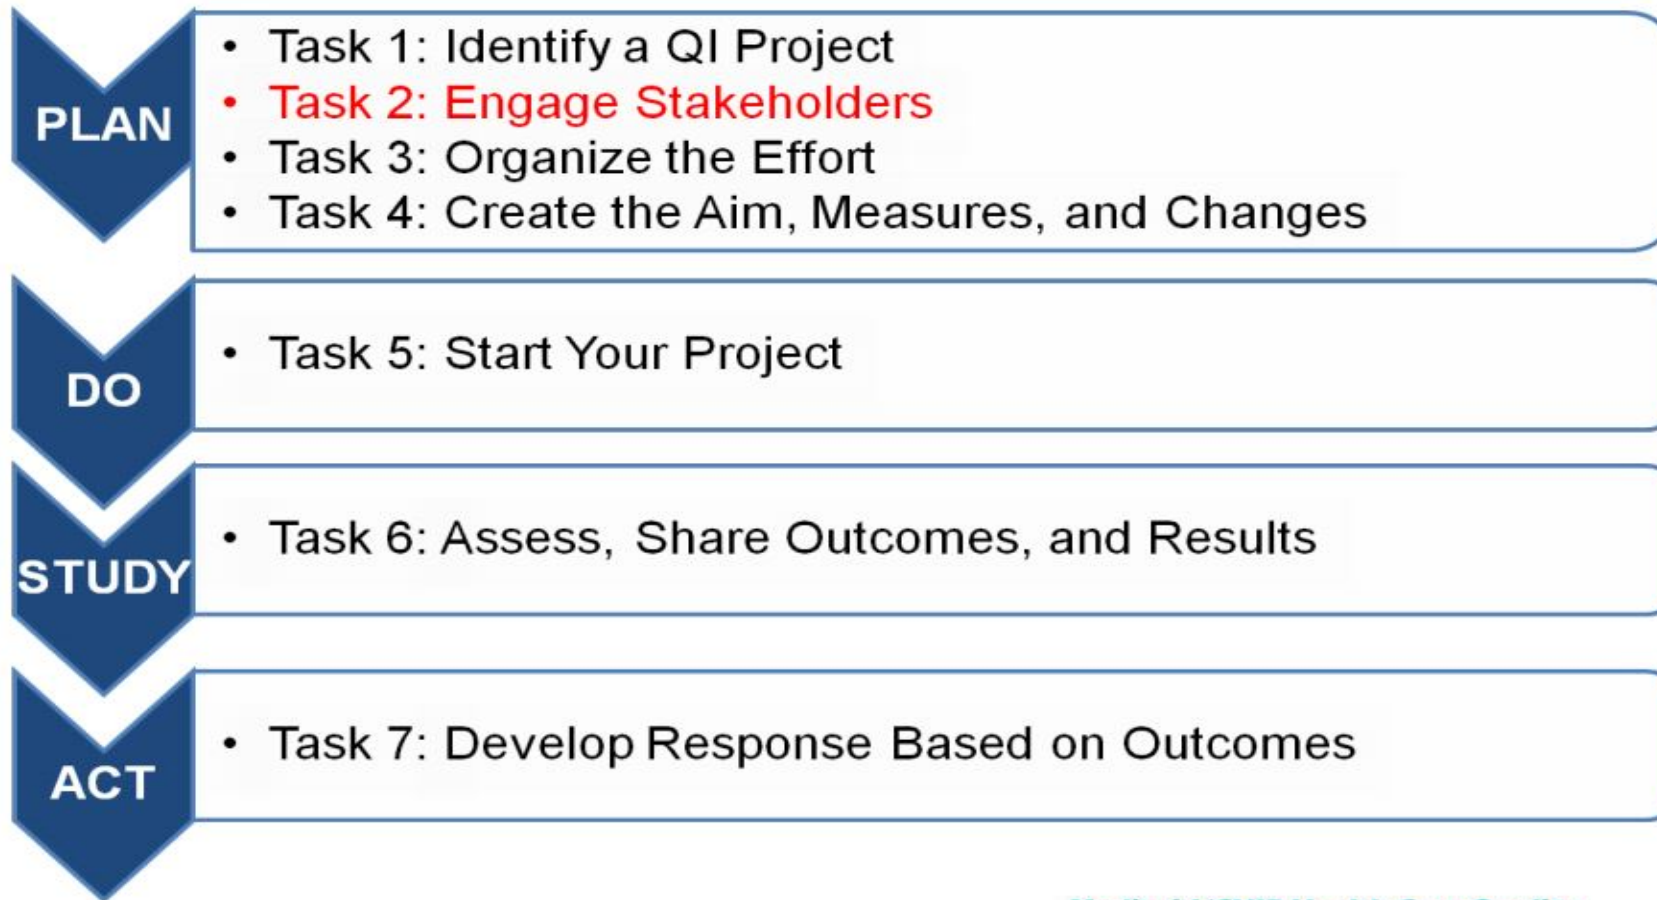 PLAN
• Task 1: Identify a QI Project
• Task 2: Engage Stakeholders
• Task 3: Organize the Effort
• Task 4: Create the Aim, Measures, and Changes
DO
• Task 5: Start Your Project
STUDY
• Task 6: Assess, Share Outcomes, and Results
ACT
• Task 7: Develop Response Based on Outcomes